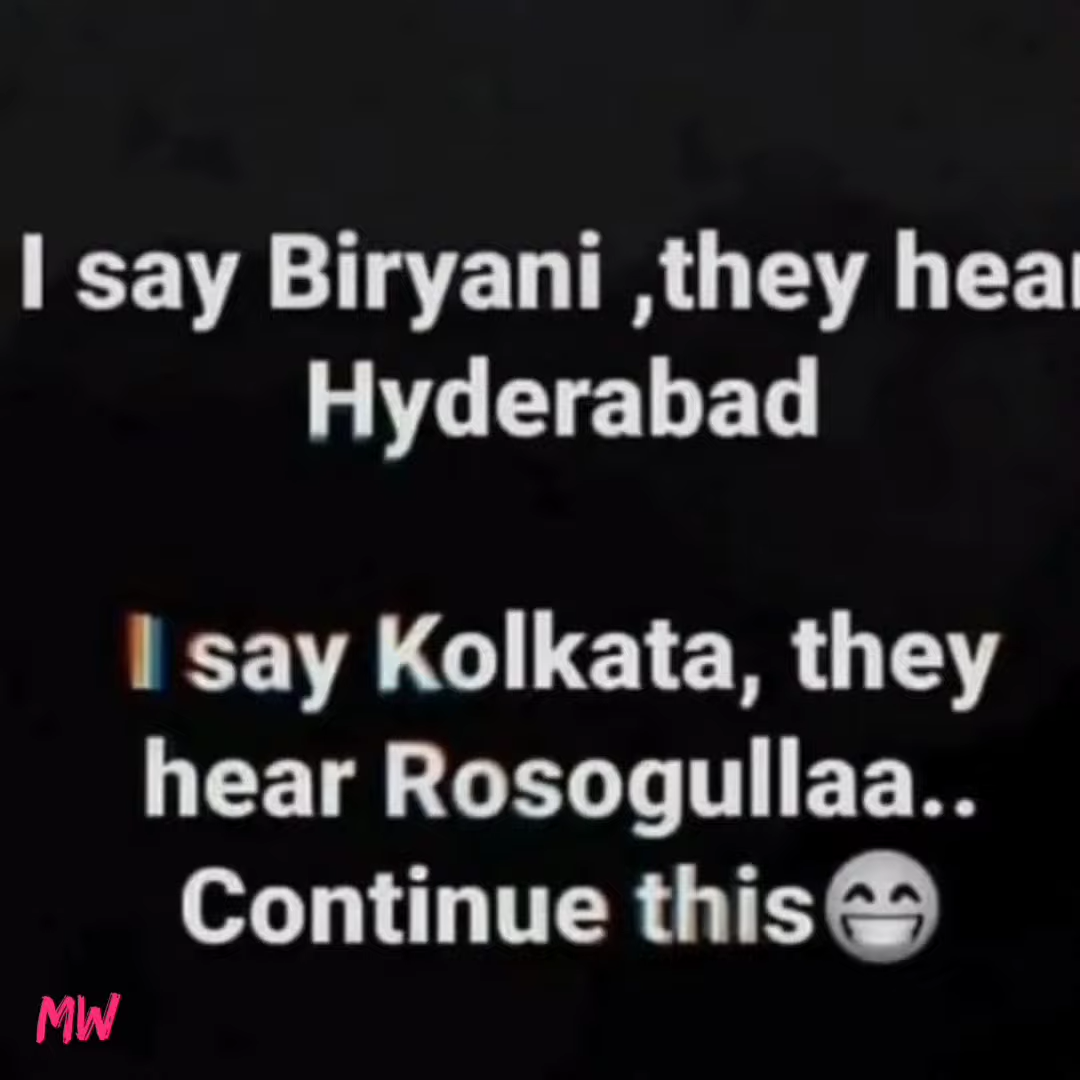 I say Biryani ,they hear
Hyderabad
I say Kolkata, they
hear Rosogullaa..
Continue this😁
MW